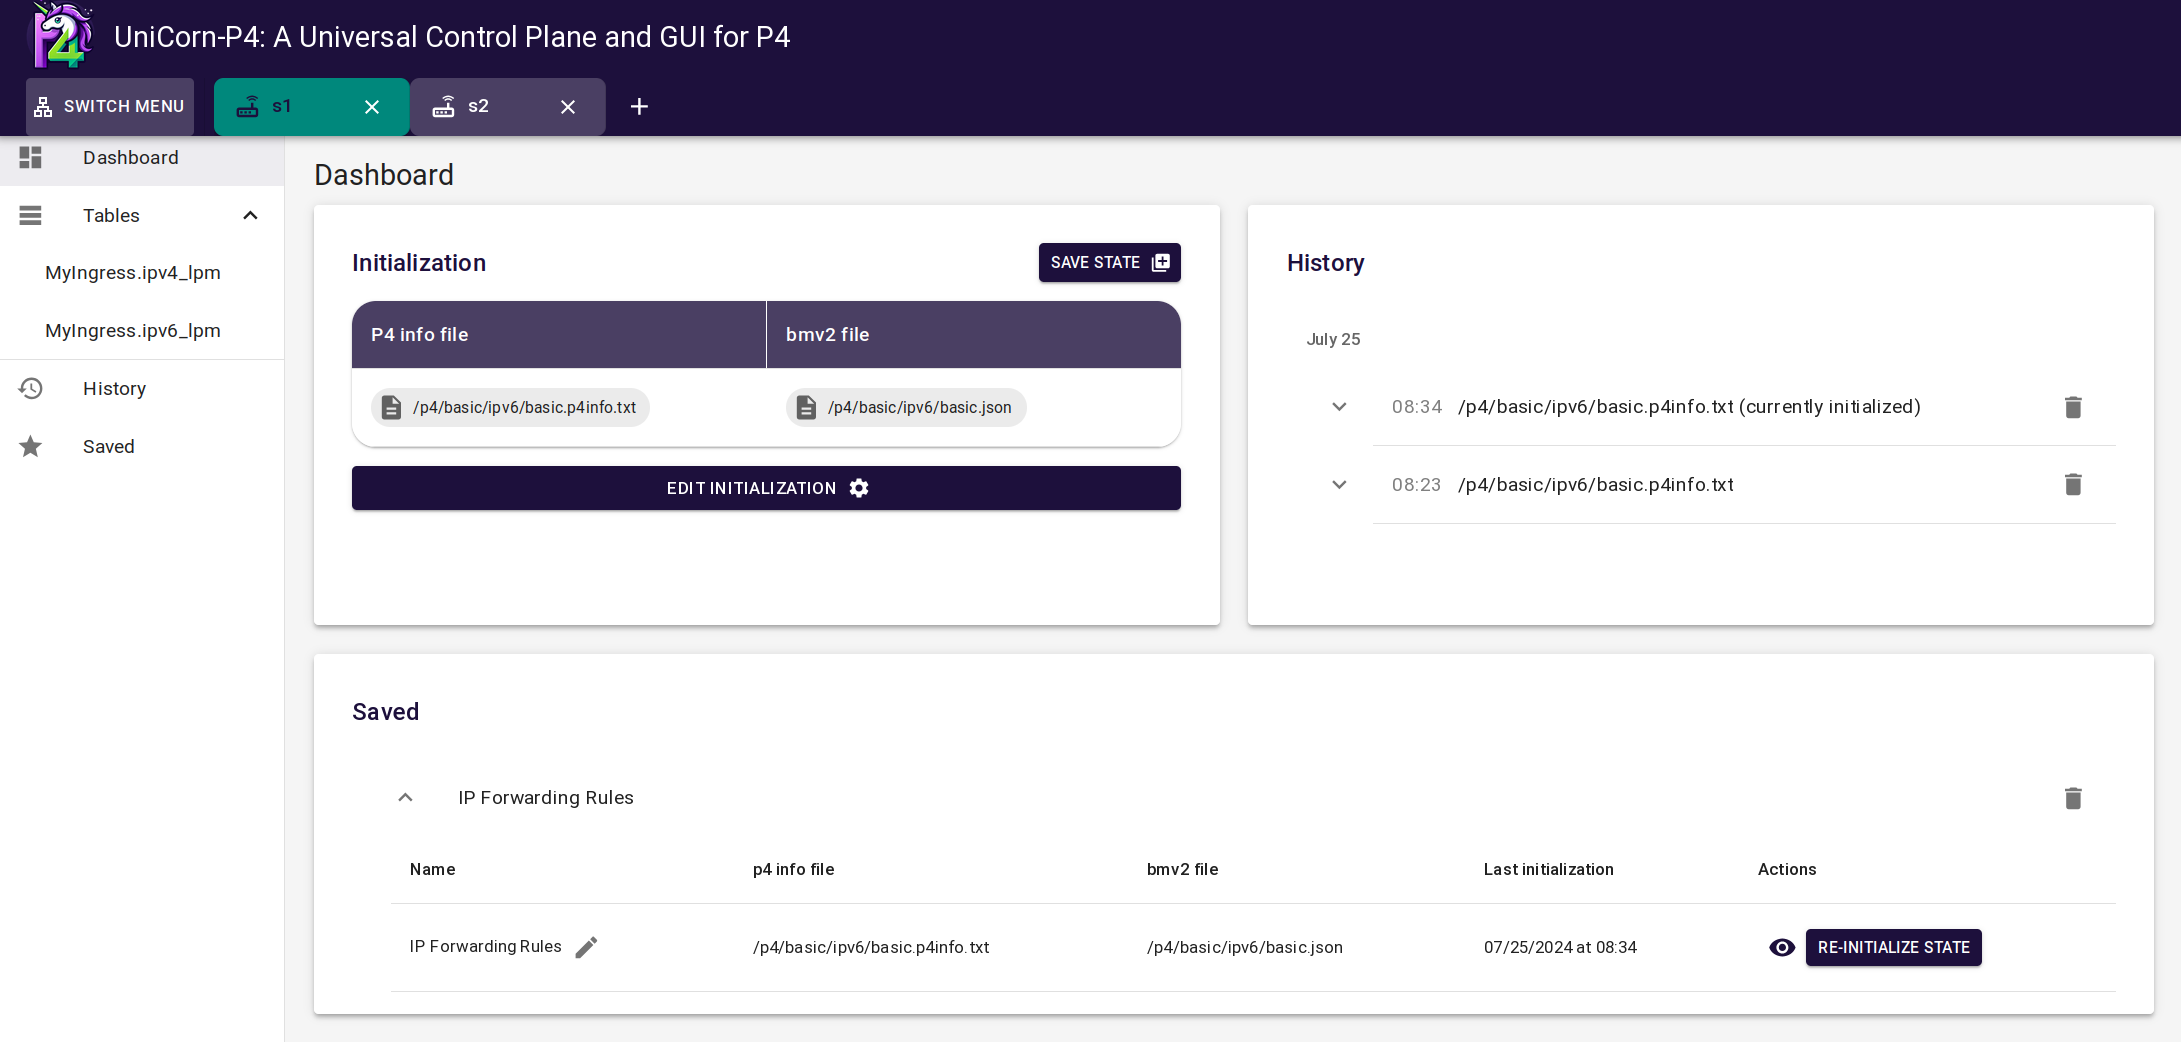 P4
UniCorn-P4: A Universal Control Plane and GUI for P4
SWITCH MENU
s1
s2
Dashboard
Tables
MyIngress.ipv4_lpm
MyIngress.ipv6_lpm
History
Saved
Dashboard
Initialization
SAVE STATE
P4 info file bmv2 file
/p4/basic/ipv6/basic.p4info.txt /p4/basic/ipv6/basic.json
EDIT INITIALIZATION
History
July 25
08:34 /p4/basic/ipv6/basic.p4info.txt (currently initialized)
08:23 /p4/basic/ipv6/basic.p4info.txt
Saved
IP Forwarding Rules
Name p4 info file bmv2 file Last initialization Actions
IP Forwarding Rules /p4/basic/ipv6/basic.p4info.txt /p4/basic/ipv6/basic.json 07/25/2024 at 08:34 RE-INITIALIZE STATE